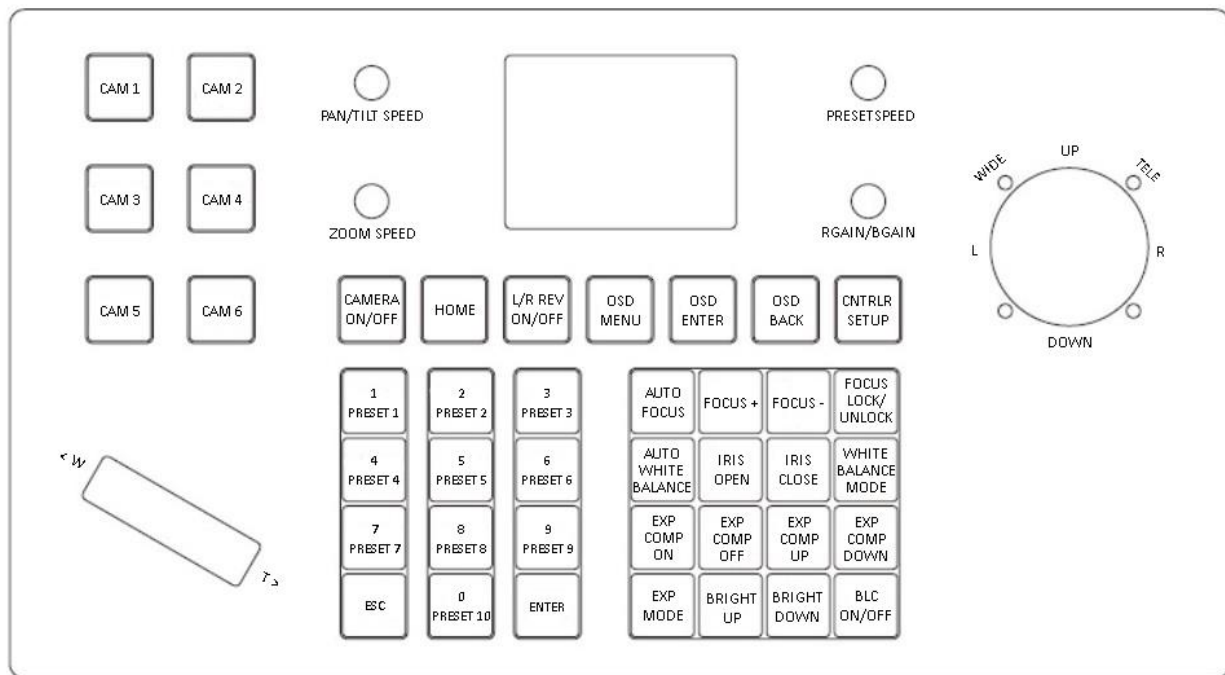 CAM 1
CAM 2
CAM 3
CAM 4
CAM 5
CAM 6
PAN/TILT SPEED
ZOOM SPEED
PRESETSPEED
RGAIN/BGAIN
WIDE
UP
TELE
L
R
DOWN
CAMERA
ON/OFF
HOME
L/R REV
ON/OFF
OSD
MENU
OSD
ENTER
OSD
BACK
CNTRLR
SETUP
1
PRESET 1
2
PRESET 2
3
PRESET 3
4
PRESET 4
5
PRESET 5
6
PRESET 6
7
PRESET 7
8
PRESET 8
9
PRESET 9
ESC
0
PRESET 10
ENTER
AUTO
FOCUS
FOCUS +
FOCUS -
FOCUS
LOCK/
UNLOCK
AUTO
WHITE
BALANCE
IRIS
OPEN
IRIS
CLOSE
WHITE
BALANCE
MODE
EXP
COMP
ON
EXP
COMP
OFF
EXP
COMP
UP
EXP
COMP
DOWN
EXP
MODE
BRIGHT
UP
BRIGHT
DOWN
BLC
ON/OFF
< W
T >